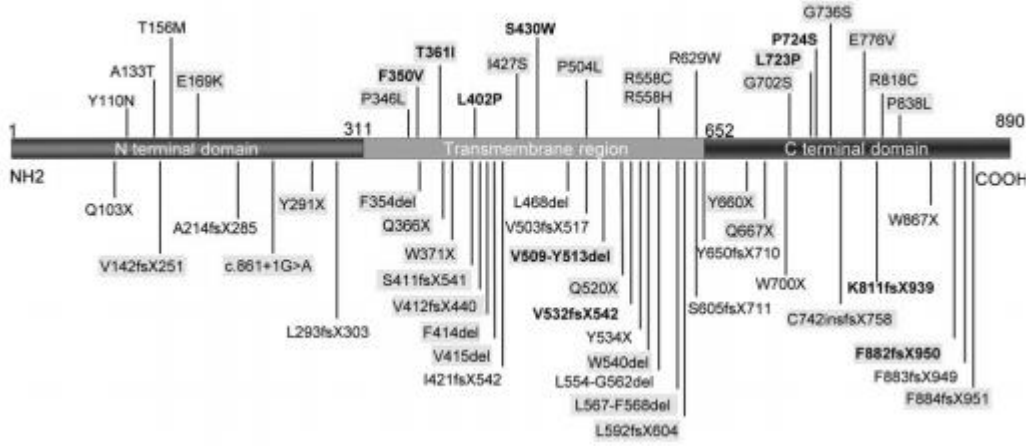 G736S
T156M
S430W
P724S
E776V
T361I
R629W
A133T
I427S
P504L
L723P
E169K
F350V
R558C
G702S
R818C
Y110N
P346L
L402P
R558H
P838L
1
311
652
890
N terminal domain
Transmembrane region
C terminal domain
NH2
COOH
Q103X
Y291X
F354del
L468del
Y660X
W867X
A214fsX285
Q366X
V503fsX517
Q667X
W371X
V509-Y513del
Y650fsX710
V142fsX251
c.861+1G>A
S411fsX541
Q520X
W700X
K811fsX939
V412fsX440
V532fsX542
S605fsX711
L293fsX303
F414del
Y534X
C742insfsX758
V415del
W540del
F882fsX950
I421fsX542
L554-G562del
F883fsX949
L567-F568del
F884fsX951
L592fsX604